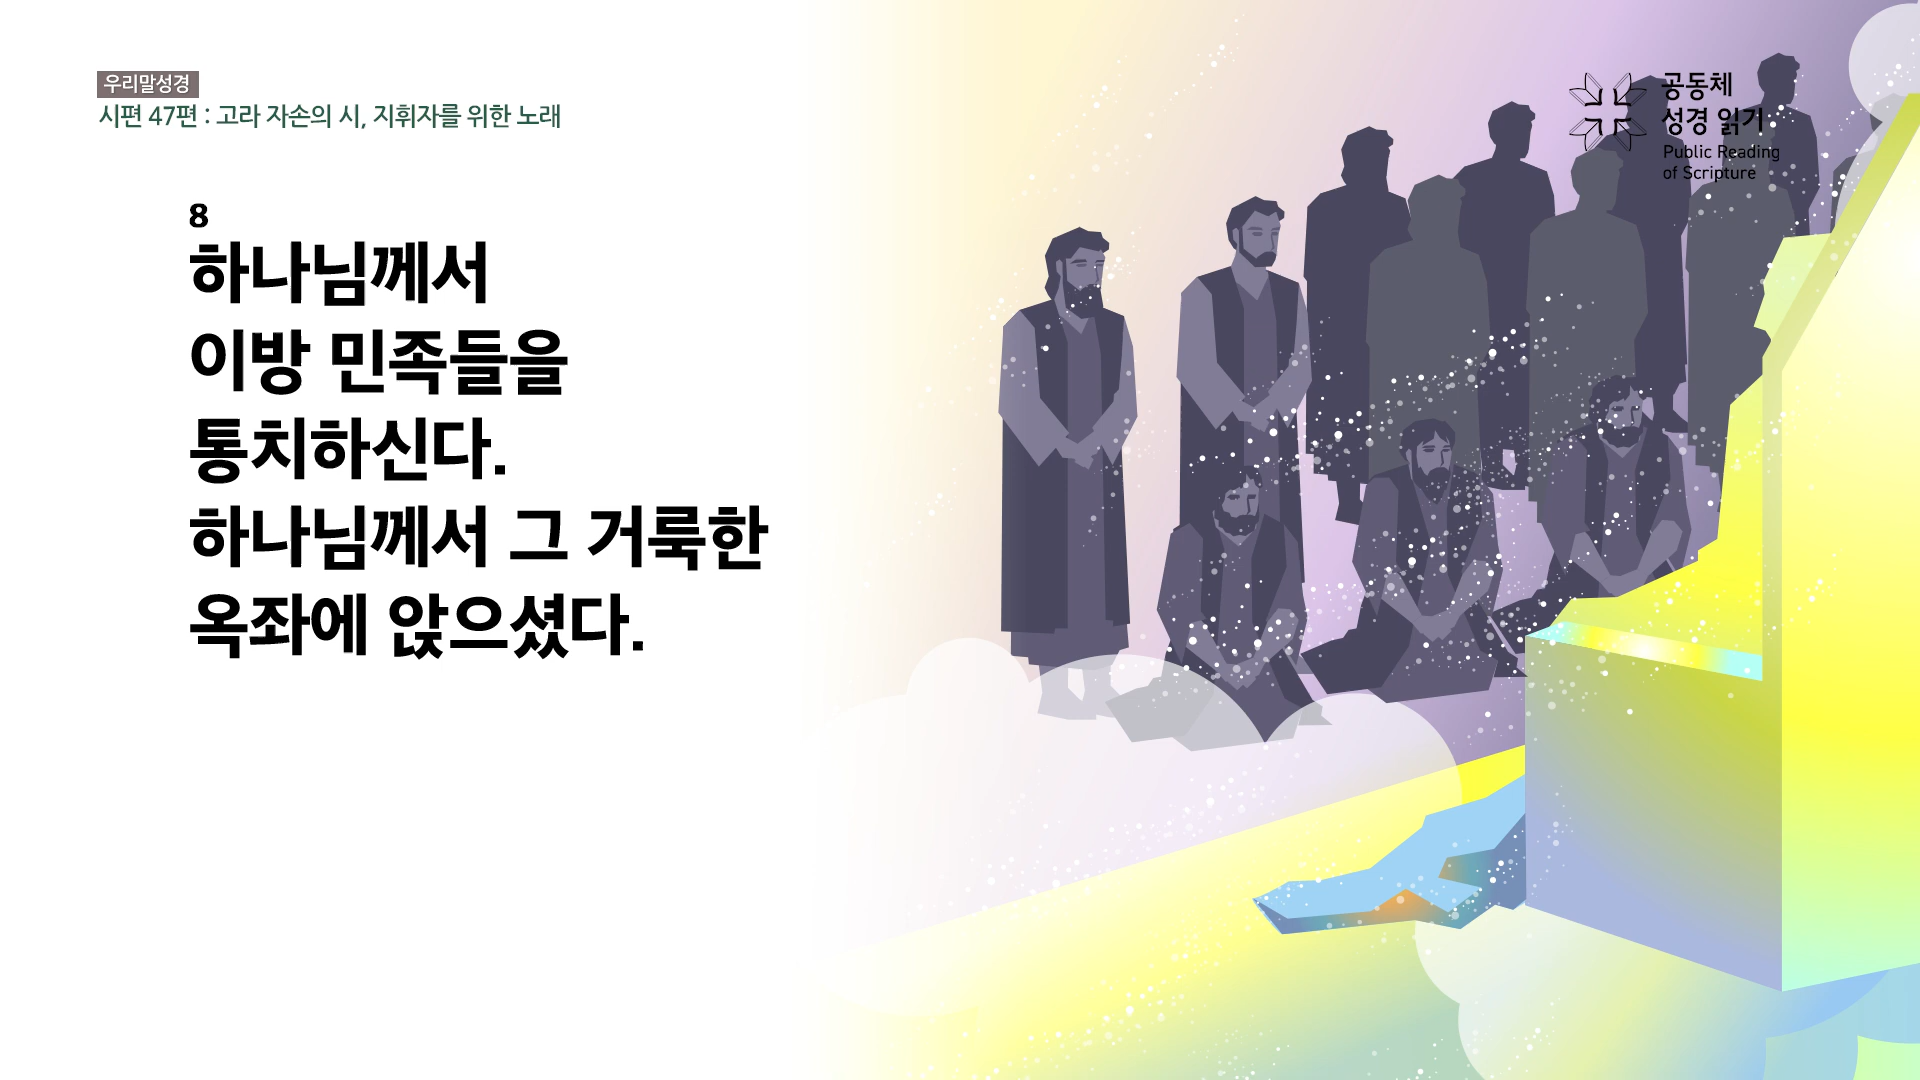 우리말성경
시편 47편 : 고라 자손의 시, 지휘자를 위한 노래
공동체
성경 읽기
Public Reading
of Scripture
8
하나님께서
이방 민족들을
통치하신다.
하나님께서 그 거룩한
옥좌에 앉으셨다.